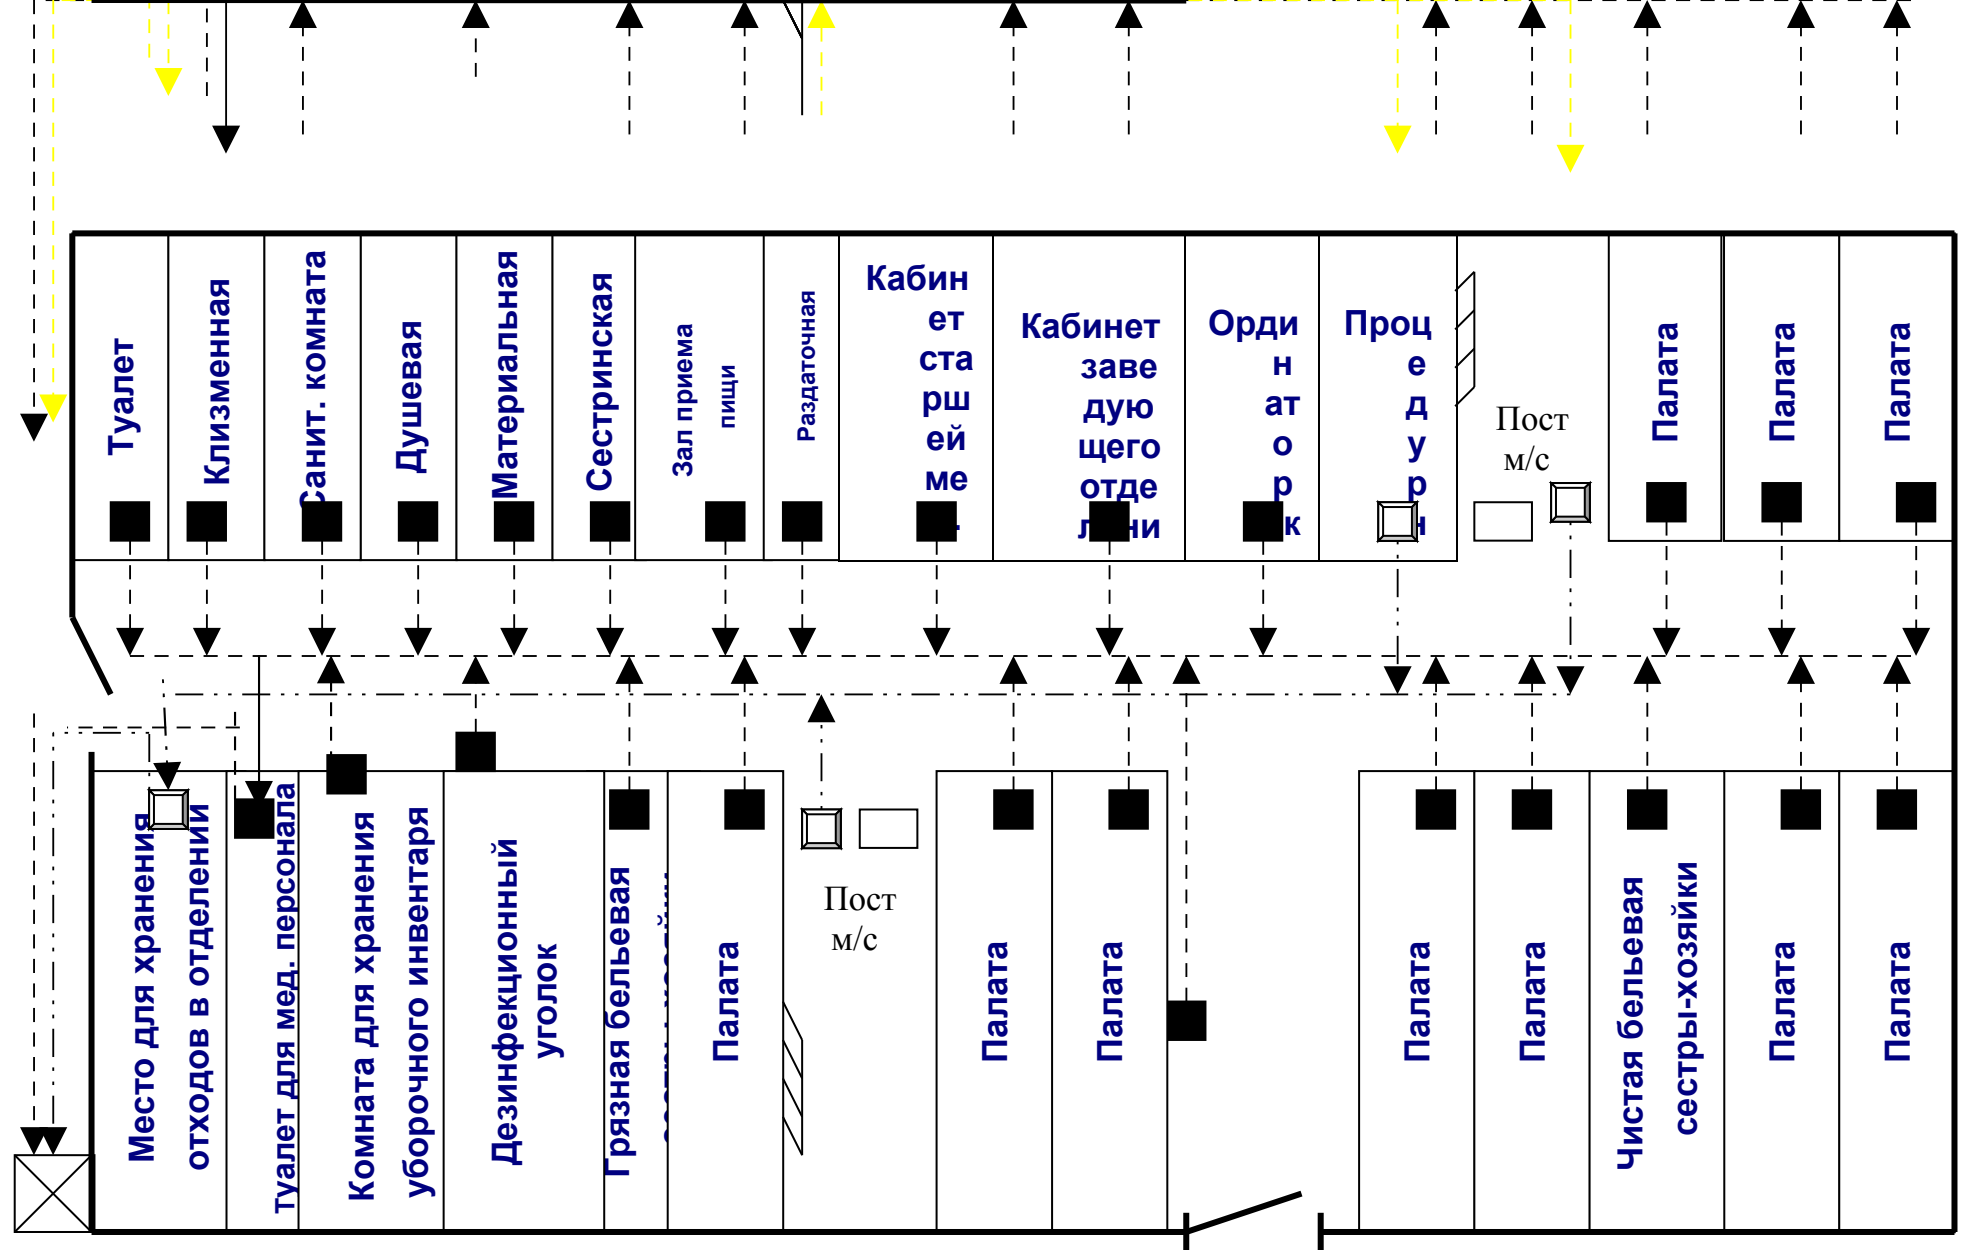 Туалет
Клизменная
Санит. комната
Душевая
Материальная
Сестринская
Зал приема
пищи
Раздаточная
Кабин
ет
ста
рш
ей
ме
Кабинет
заве
дую
щего
отде
Орди
н
ат
о
р
к
Проц
е
д
у
р
н
Пост
м/с
Палата
Палата
Палата
Место для хранения
отходов в отделении
туалет для мед. персонала
Комната для хранения
уборочного инвентаря
Дезинфекционный
уголок
Грязная бельевая
Палата
Пост
м/с
Палата
Палата
Палата
Палата
Чистая бельевая
сестры-хозяйки
Палата
Палата